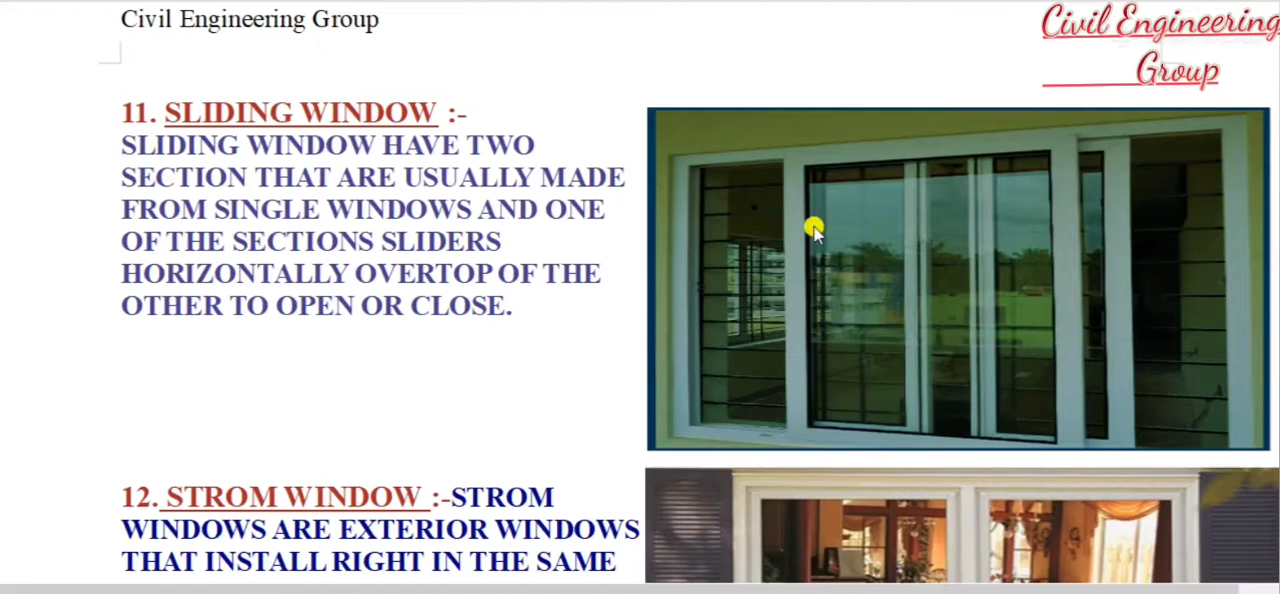 Civil Engineering Group
Civil Engineering
Group
11. SLIDING WINDOW :-
SLIDING WINDOW HAVE TWO
SECTION THAT ARE USUALLY MADE
FROM SINGLE WINDOWS AND ONE
OF THE SECTIONS SLIDERS
HORIZONTALLY OVERTOP OF THE
OTHER TO OPEN OR CLOSE.
12. STROM WINDOW :-STROM
WINDOWS ARE EXTERIOR WINDOWS
THAT INSTALL RIGHT IN THE SAME